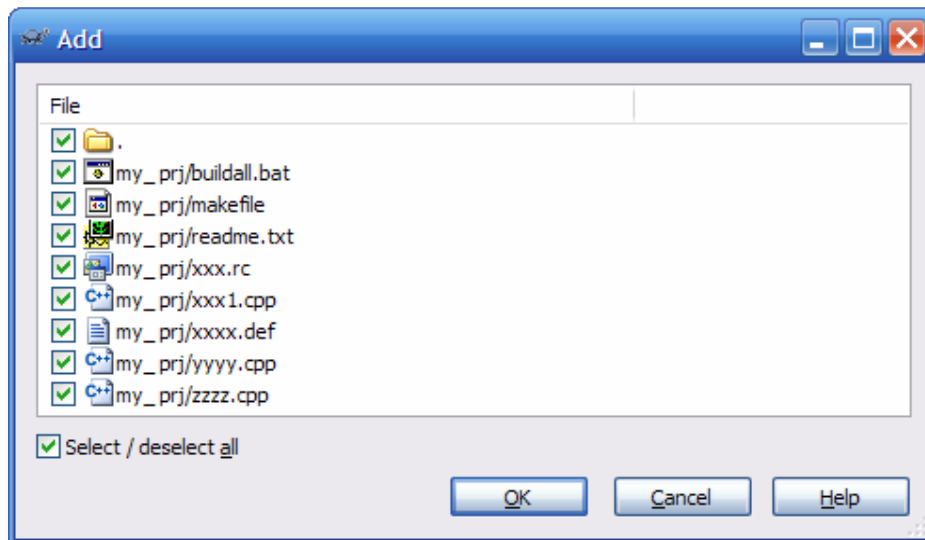 Add
File
.
my_prj/buildall.bat
my_prj/makefile
my_prj/readme.txt
my_prj/xxx.rc
C++ my_prj/xxx1.cpp
my_prj/xxxx.def
C++ my_prj/yyyy.cpp
C++ my_prj/zzzz.cpp
Select / deselect all
OK Cancel Help